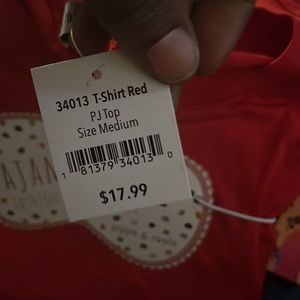 34013 T-Shirt Red
PJ Top
Size Medium
1 81379 34013 0
$17.99